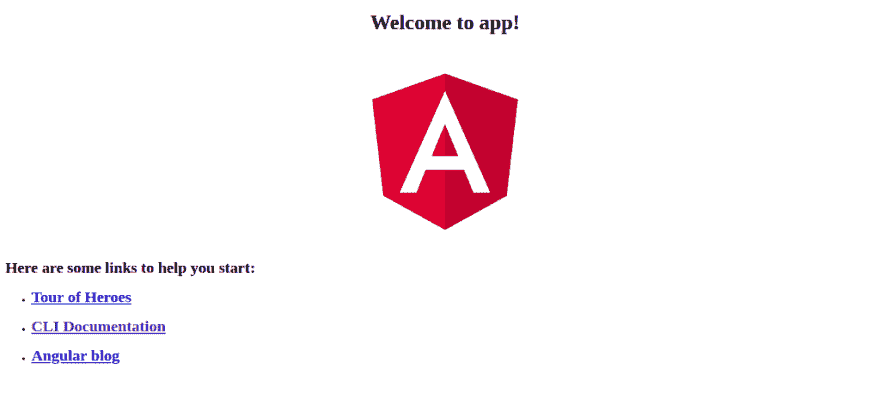 Welcome to app!
Here are some links to help you start:
Tour of Heroes
CLI Documentation
Angular blog